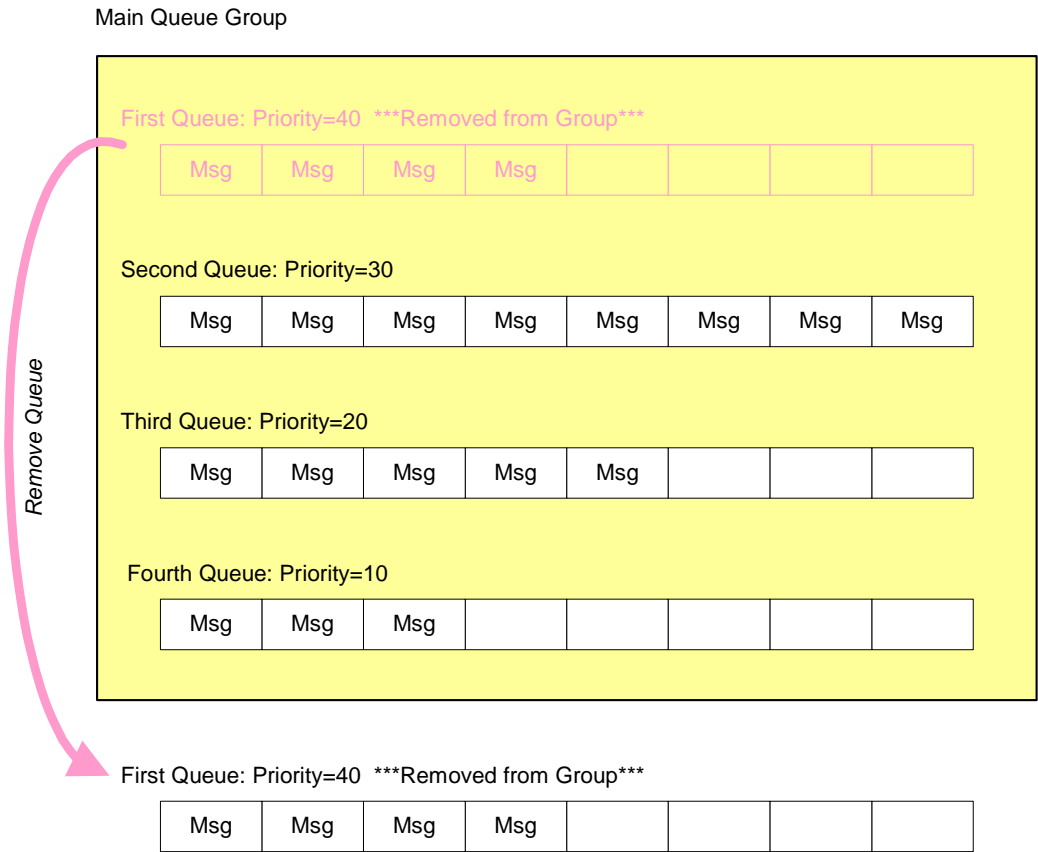 Main Queue Group
First Queue: Priority=40 ***Removed from Group***
Msg Msg Msg Msg
Second Queue: Priority=30
Msg Msg Msg Msg Msg Msg Msg Msg
Remove Queue
Third Queue: Priority=20
Msg Msg Msg Msg Msg
Fourth Queue: Priority=10
Msg Msg Msg
First Queue: Priority=40 ***Removed from Group***
Msg Msg Msg Msg